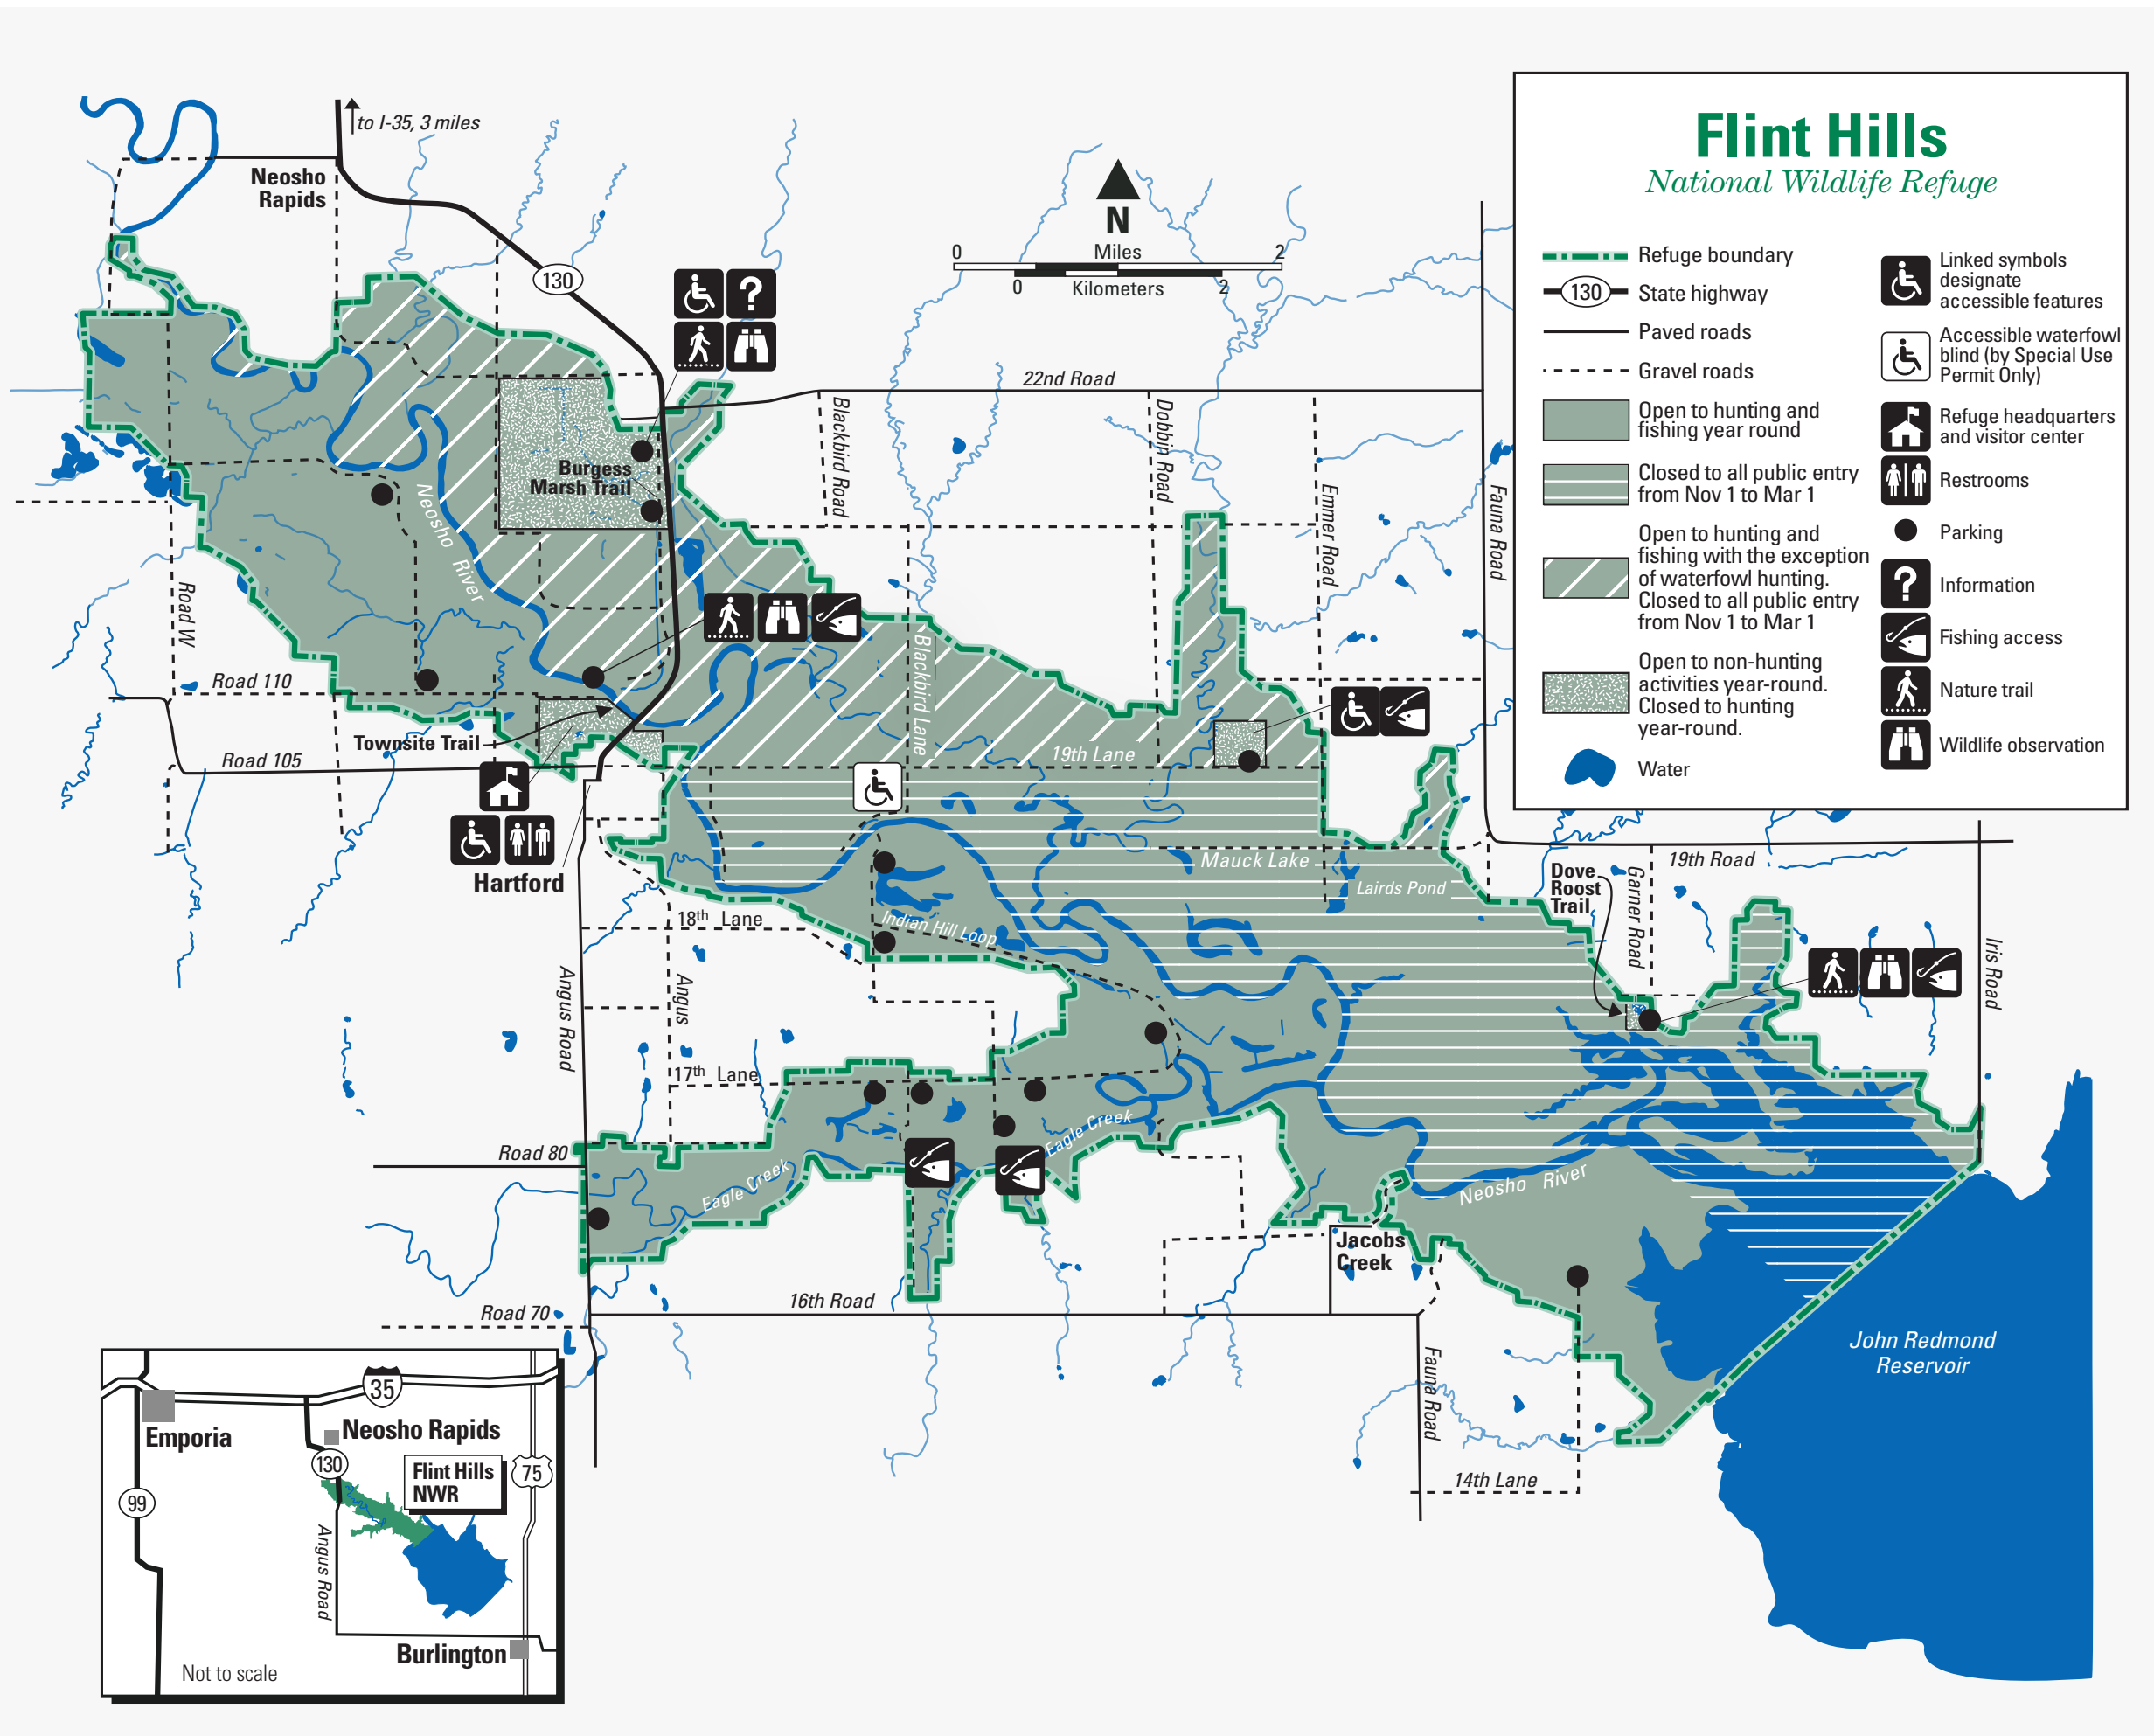 to I-35, 3 miles
Neosho
Rapids
130
N
0 Miles 2
0 Kilometers 2
22nd Road
Blackbird Road
Dobbin Road
Emmer Road
Fauna Road
Burgess
Marsh Trail
Neosho River
Road W
Road 110
Townsite Trail
Road 105
Blackbird Lane
19th Lane
Hartford
Mauck Lake
Lairds Pond
19th Road
Dove
Roost
Trail
Garner Road
Iris Road
18th Lane
Indian Hill Loop
Angus Road
Angus
17th Lane
Eagle Creek
Road 80
Eagle Creek
Neosho River
Jacobs
Creek
16th Road
Road 70
Fauna Road
14th Lane
John Redmond
Reservoir
Flint Hills
National Wildlife Refuge
Refuge boundary
130
State highway
Paved roads
Gravel roads
Open to hunting and
fishing year round
Closed to all public entry
from Nov 1 to Mar 1
Open to hunting and
fishing with the exception
of waterfowl hunting.
Closed to all public entry
from Nov 1 to Mar 1
Open to non-hunting
activities year-round.
Closed to hunting
year-round.
Water
Linked symbols
designate
accessible features
Accessible waterfowl
blind (by Special Use
Permit Only)
Refuge headquarters
and visitor center
Restrooms
Parking
?
Information
Fishing access
Nature trail
Wildlife observation
?
35
Emporia
Neosho Rapids
130
Flint Hills
NWR
75
99
Angus Road
Burlington
Not to scale